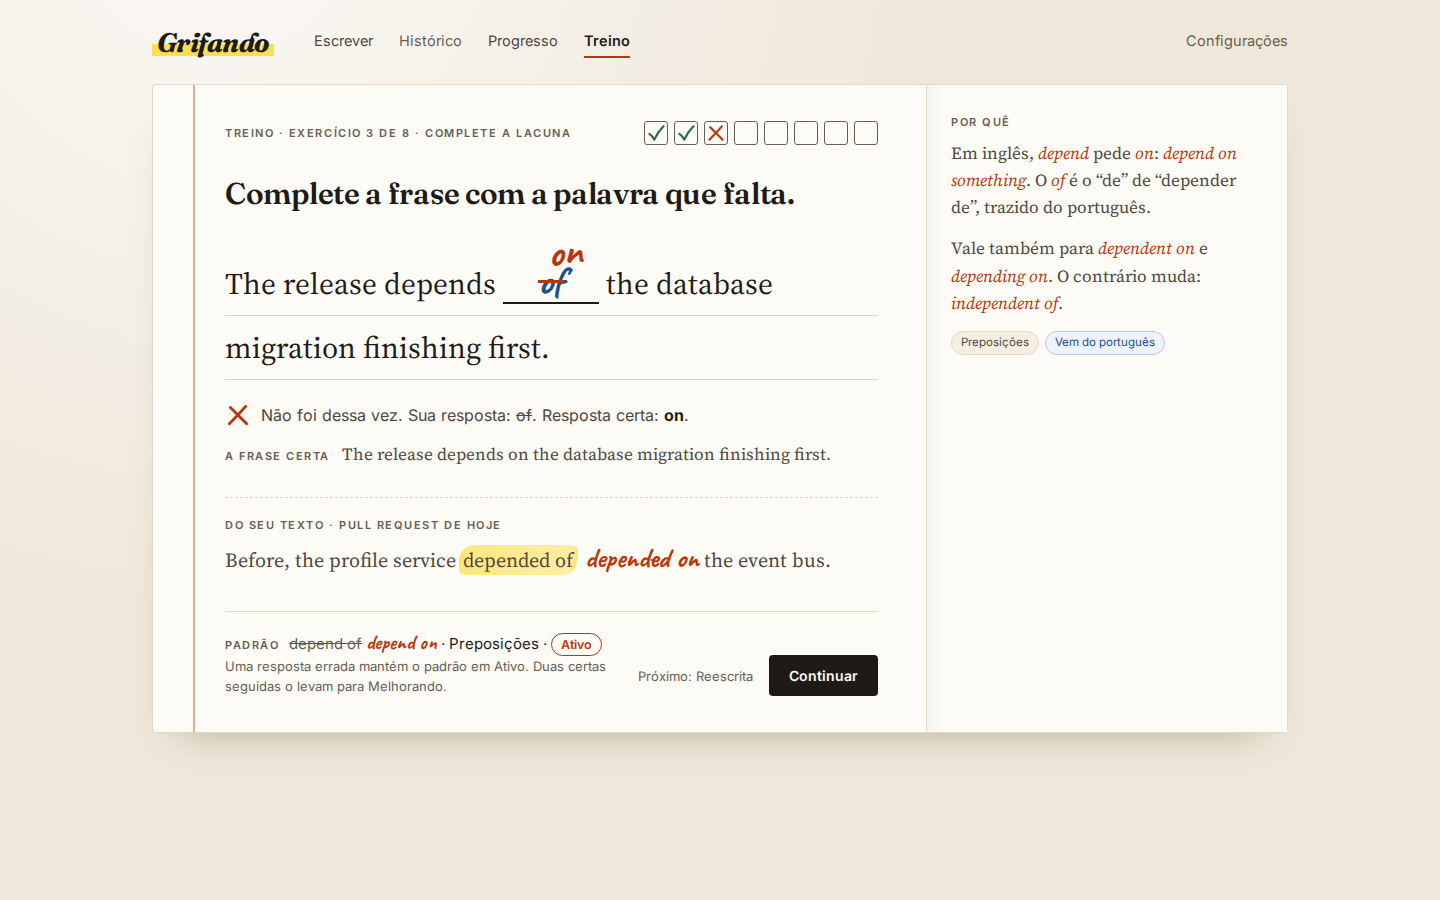 Grifando
Escrever Histórico Progresso Treino
Configurações
TREINO · EXERCÍCIO 3 DE 8 · COMPLETE A LACUNA
Complete a frase com a palavra que falta.
on
The release depends of the database
migration finishing first.
Não foi dessa vez. Sua resposta: of. Resposta certa: on.
A FRASE CERTA The release depends on the database migration finishing first.
DO SEU TEXTO · PULL REQUEST DE HOJE
Before, the profile service depended of depended on the event bus.
PADRÃO depend of depend on · Preposições · Ativo
Uma resposta errada mantém o padrão em Ativo. Duas certas
seguidas o levam para Melhorando.
Próximo: Reescrita
Continuar
POR QUÊ
Em inglês, depend pede on: depend on
something. O of é o “de” de “depender
de”, trazido do português.
Vale também para dependent on e
depending on. O contrário muda:
independent of.
Preposições Vem do português